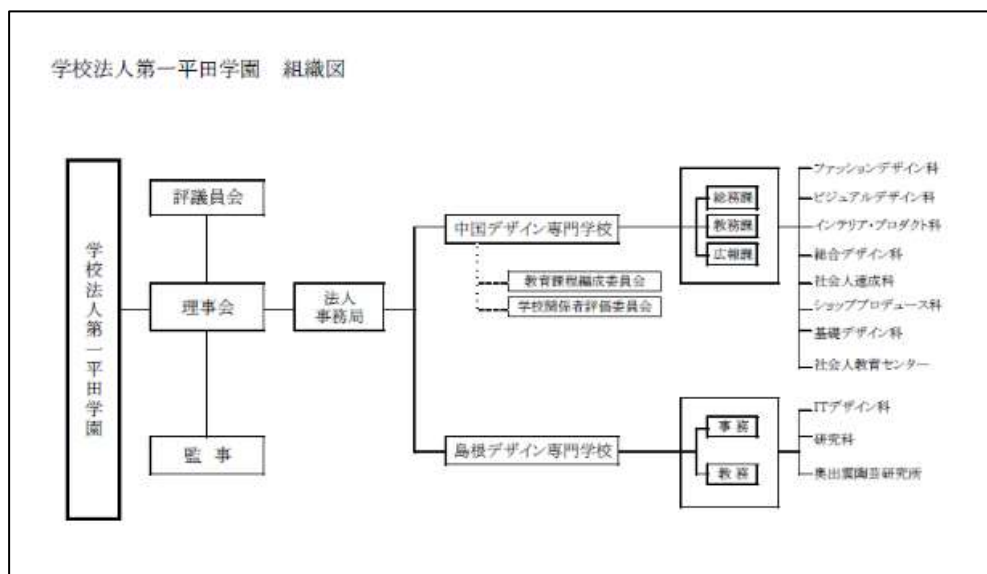 学校法人第一平田学園　組織図
学校法人第一平田学園
評議員会
理事会
監 事
法人
事務局
中国デザイン専門学校
教育課程編成委員会
学校関係者評価委員会
総務課
教務課
広報課
ファッションデザイン科
ビジュアルデザイン科
インテリア・プロダクト科
総合デザイン科
社会人速成科
ショッププロデュース科
基礎デザイン科
社会人教育センター
島根デザイン専門学校
事 務
教 務
ITデザイン科
研究科
奥出雲陶芸研究所